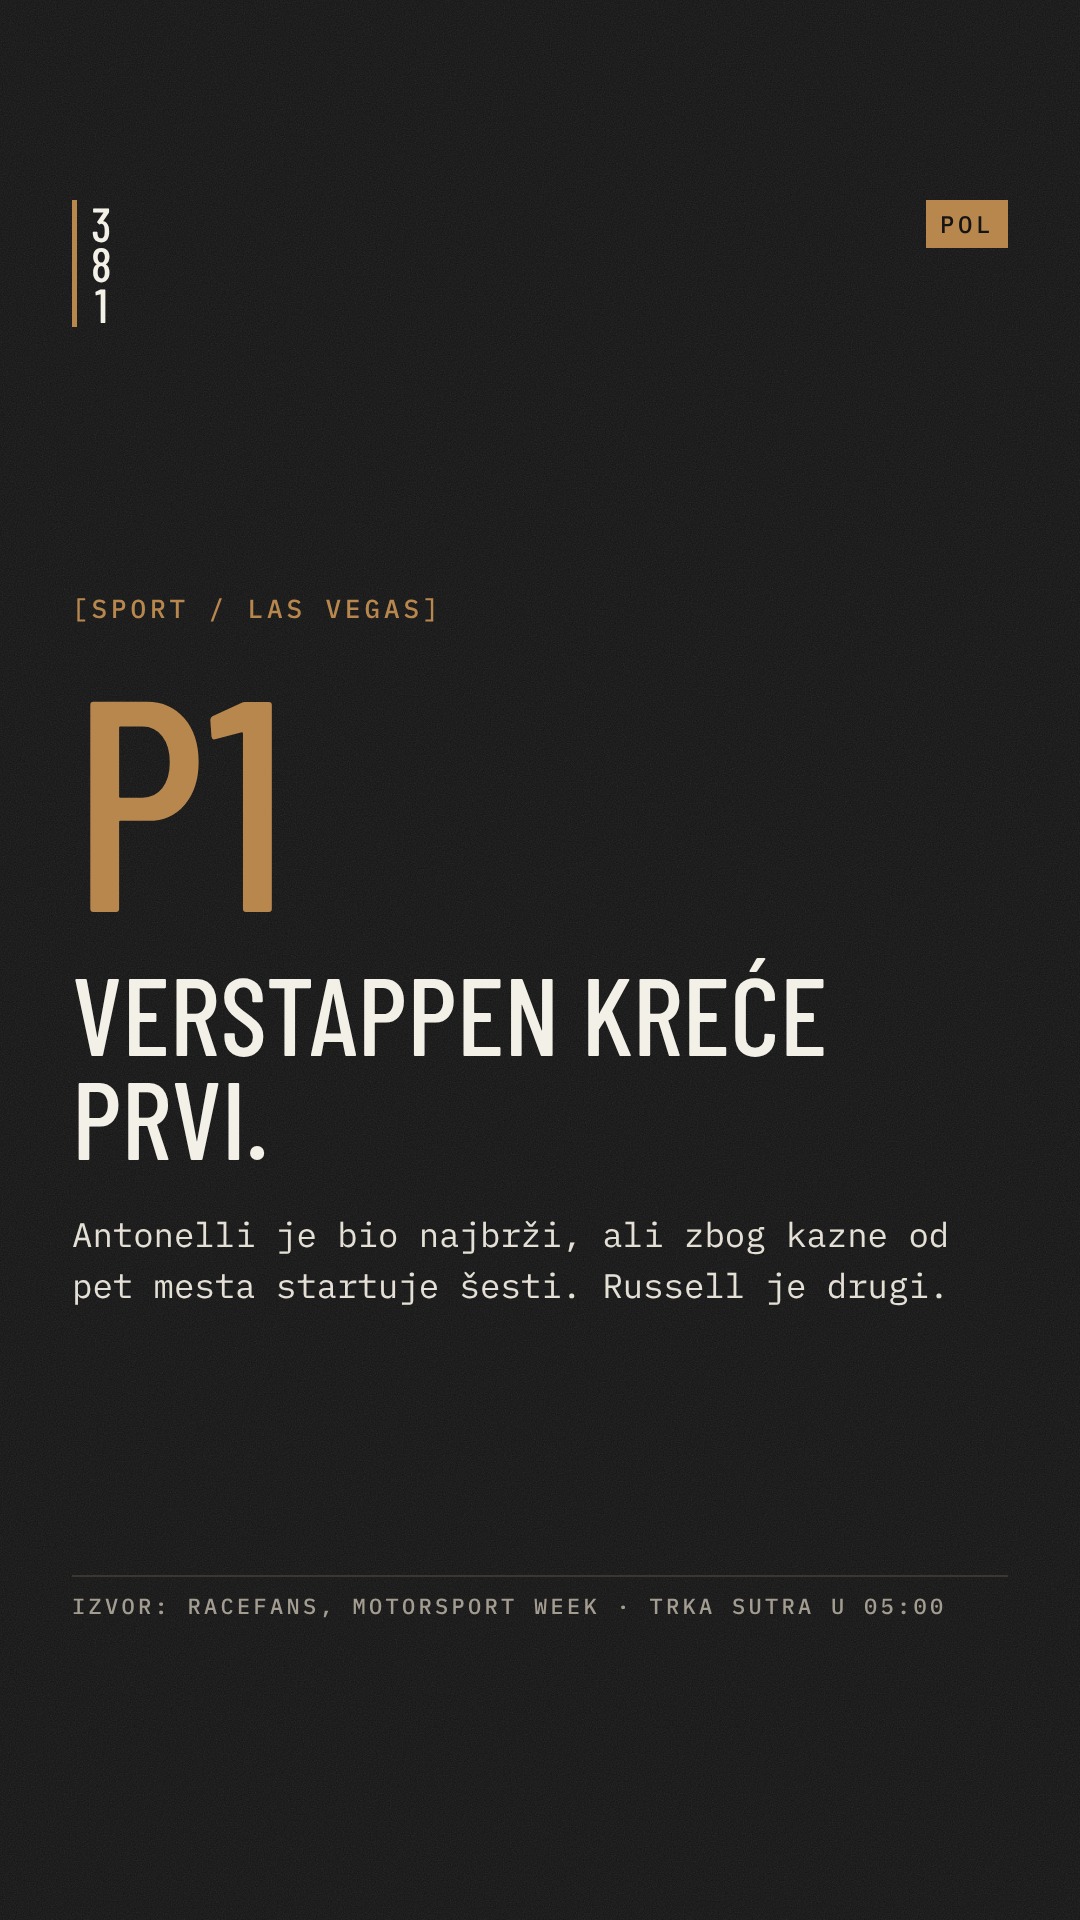 3
8
1
POL
[SPORT / LAS VEGAS]
P1
VERSTAPPEN KREĆE
PRVI.
Antonelli je bio najbrži, ali zbog kazne od
pet mesta startuje šesti. Russell je drugi.
IZVOR: RACEFANS, MOTORSPORT WEEK · TRKA SUTRA U 05:00